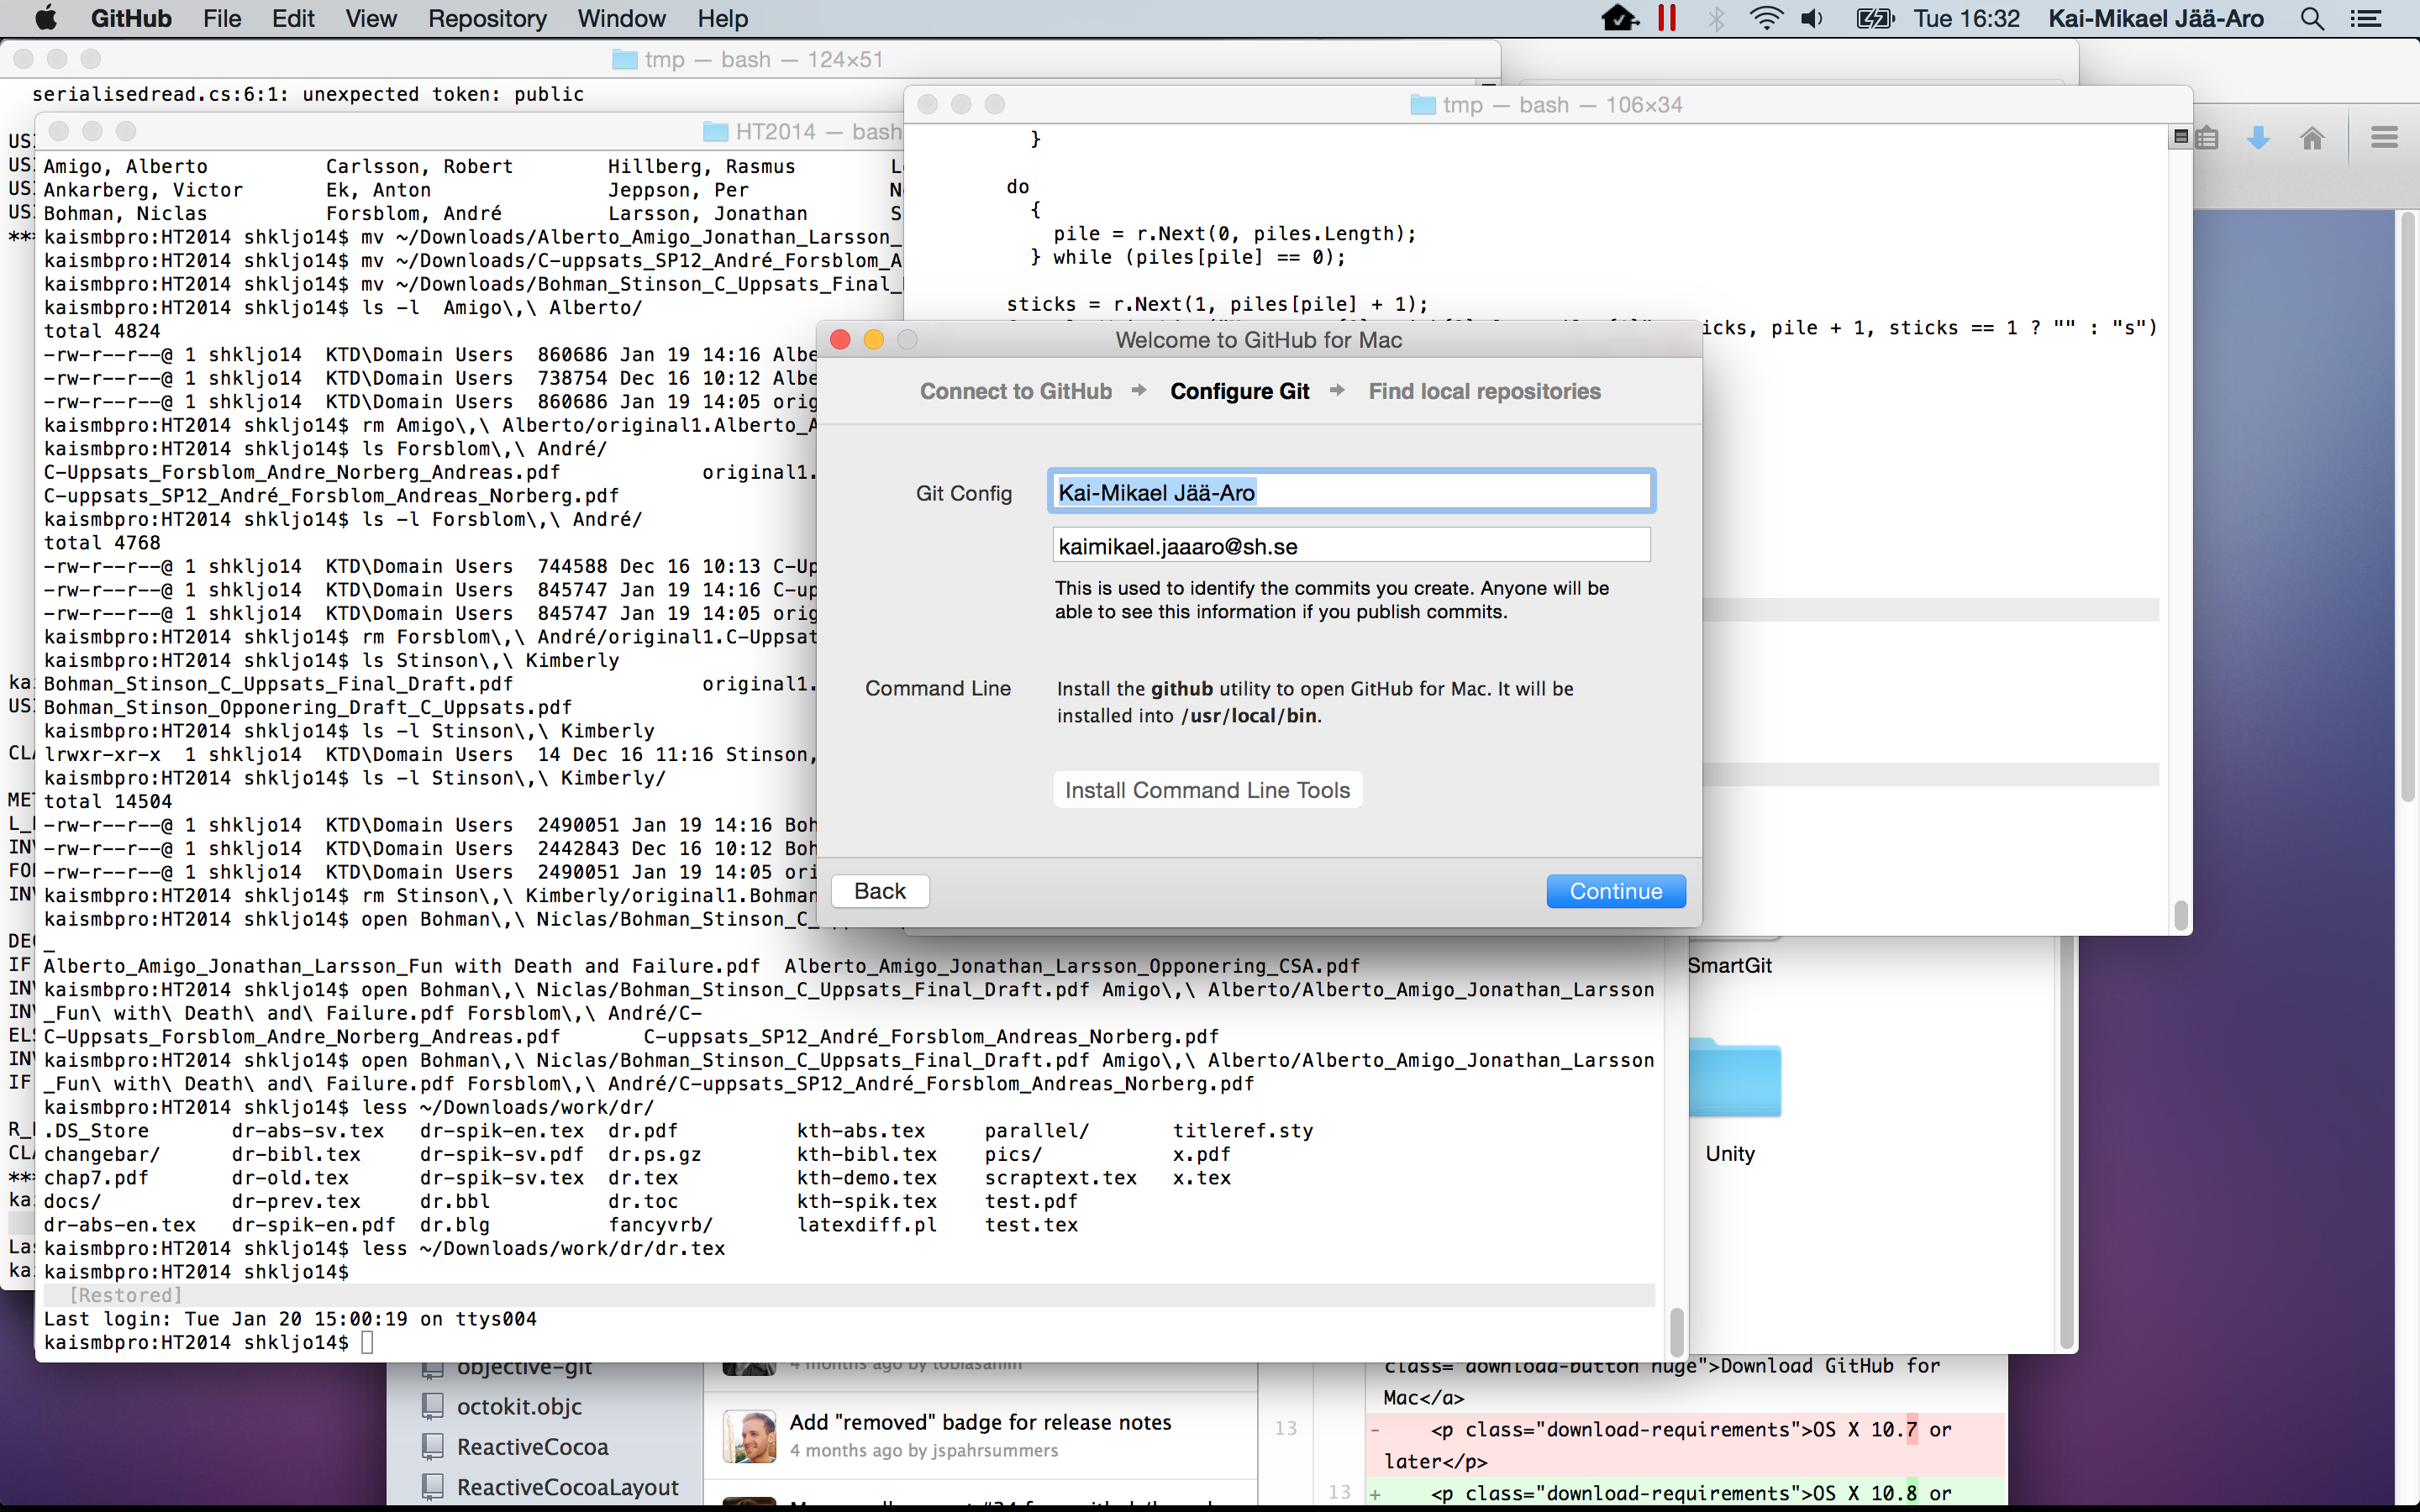 GitHub File Edit View Repository Window Help Tue 16:32 Kai-Mikael Jää-Aro
tmp — bash — 124×51
serialisedread.cs:6:1: unexpected token: public
HT2014 — bash
Amigo, Alberto Carlsson, Robert Hillberg, Rasmus
Ankarberg, Victor Ek, Anton Jeppson, Per
Bohman, Niclas Forsblom, André Larsson, Jonathan
kaismbpro:HT2014 shkljo14$ mv ~/Downloads/Alberto_Amigo_Jonathan_Larsson_
kaismbpro:HT2014 shkljo14$ mv ~/Downloads/C-uppsats_SP12_André_Forsblom_A
kaismbpro:HT2014 shkljo14$ mv ~/Downloads/Bohman_Stinson_C_Uppsats_Final_
kaismbpro:HT2014 shkljo14$ ls -l  Amigo\,\ Alberto/
total 4824
-rw-r--r--@ 1 shkljo14  KTD\Domain Users  860686 Jan 19 14:16 Albe
-rw-r--r--@ 1 shkljo14  KTD\Domain Users  738754 Dec 16 10:12 Albe
-rw-r--r--@ 1 shkljo14  KTD\Domain Users  860686 Jan 19 14:05 orig
kaismbpro:HT2014 shkljo14$ rm Amigo\,\ Alberto/original1.Alberto_A
kaismbpro:HT2014 shkljo14$ ls Forsblom\,\ André/
C-Uppsats_Forsblom_Andre_Norberg_Andreas.pdf original1.
C-uppsats_SP12_André_Forsblom_Andreas_Norberg.pdf
kaismbpro:HT2014 shkljo14$ ls -l Forsblom\,\ André/
total 4768
-rw-r--r--@ 1 shkljo14  KTD\Domain Users  744588 Dec 16 10:13 C-Up
-rw-r--r--@ 1 shkljo14  KTD\Domain Users  845747 Jan 19 14:16 C-up
-rw-r--r--@ 1 shkljo14  KTD\Domain Users  845747 Jan 19 14:05 orig
kaismbpro:HT2014 shkljo14$ rm Forsblom\,\ André/original1.C-Uppsat
kaismbpro:HT2014 shkljo14$ ls Stinson\,\ Kimberly
Bohman_Stinson_C_Uppsats_Final_Draft.pdf original1.
Bohman_Stinson_Opponering_Draft_C_Uppsats.pdf
kaismbpro:HT2014 shkljo14$ ls -l Stinson\,\ Kimberly
lrwxr-xr-x  1 shkljo14  KTD\Domain Users  14 Dec 16 11:16 Stinson,
kaismbpro:HT2014 shkljo14$ ls -l Stinson\,\ Kimberly/
total 14504
-rw-r--r--@ 1 shkljo14  KTD\Domain Users  2490051 Jan 19 14:16 Boh
-rw-r--r--@ 1 shkljo14  KTD\Domain Users  2442843 Dec 16 10:12 Boh
-rw-r--r--@ 1 shkljo14  KTD\Domain Users  2490051 Jan 19 14:05 ori
kaismbpro:HT2014 shkljo14$ rm Stinson\,\ Kimberly/original1.Bohman
kaismbpro:HT2014 shkljo14$ open Bohman\,\ Niclas/Bohman_Stinson_C_
_
Alberto_Amigo_Jonathan_Larsson_Fun with Death and Failure.pdf  Alberto_Amigo_Jonathan_Larsson_Opponering_CSA.pdf
kaismbpro:HT2014 shkljo14$ open Bohman\,\ Niclas/Bohman_Stinson_C_Uppsats_Final_Draft.pdf Amigo\,\ Alberto/Alberto_Amigo_Jonathan_Larsson
_Fun\ with\ Death\ and\ Failure.pdf Forsblom\,\ André/C-
C-Uppsats_Forsblom_Andre_Norberg_Andreas.pdf C-uppsats_SP12_André_Forsblom_Andreas_Norberg.pdf
kaismbpro:HT2014 shkljo14$ open Bohman\,\ Niclas/Bohman_Stinson_C_Uppsats_Final_Draft.pdf Amigo\,\ Alberto/Alberto_Amigo_Jonathan_Larsson
_Fun\ with\ Death\ and\ Failure.pdf Forsblom\,\ André/C-uppsats_SP12_André_Forsblom_Andreas_Norberg.pdf
kaismbpro:HT2014 shkljo14$ less ~/Downloads/work/dr/
.DS_Store dr-abs-sv.tex dr-spik-en.tex dr.pdf kth-abs.tex parallel/ titleref.sty
changebar/ dr-bibl.tex dr-spik-sv.pdf dr.ps.gz kth-bibl.tex pics/ x.pdf
chap7.pdf dr-old.tex dr-spik-sv.tex dr.tex kth-demo.tex scraptext.tex x.tex
docs/ dr-prev.tex dr.bbl dr.toc kth-spik.tex test.pdf
dr-abs-en.tex dr-spik-en.pdf dr.blg fancyvrb/ latexdiff.pl test.tex
kaismbpro:HT2014 shkljo14$ less ~/Downloads/work/dr/dr.tex
kaismbpro:HT2014 shkljo14$
[Restored]
Last login: Tue Jan 20 15:00:19 on ttys004
kaismbpro:HT2014 shkljo14$
tmp — bash — 106×34
}
do
{
pile = r.Next(0, piles.Length);
} while (piles[pile] == 0);
sticks = r.Next(1, piles[pile] + 1);
icks, pile + 1, sticks == 1 ? "" : "s")
Welcome to GitHub for Mac
Connect to GitHub Configure Git Find local repositories
Git Config Kai-Mikael Jää-Aro
kaimikael.jaaaro@sh.se
This is used to identify the commits you create. Anyone will be
able to see this information if you publish commits.
Command Line Install the github utility to open GitHub for Mac. It will be
installed into /usr/local/bin.
Install Command Line Tools
Back Continue
SmartGit
Unity
objective-git
octokit.objc
ReactiveCocoa
ReactiveCocoaLayout
4 months ago by
Add "removed" badge for release notes
4 months ago by jspahrsummers
class="download-button huge">Download GitHub for
Mac</a>
13 - <p class="download-requirements">OS X 10.7 or
later</p>
13 + <p class="download-requirements">OS X 10.8 or